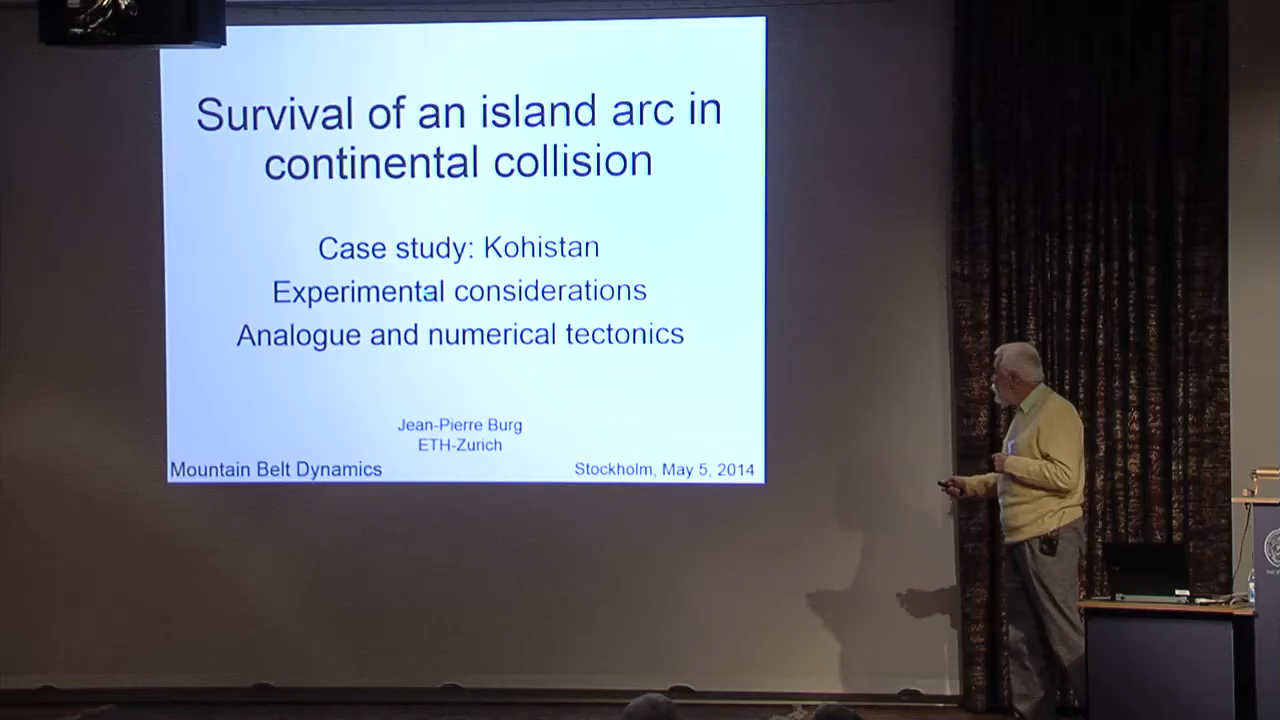 Survival of an island arc in
continental collision
Case study: Kohistan
Experimental considerations
Analogue and numerical tectonics
Jean-Pierre Burg
ETH-Zurich
Mountain Belt Dynamics
Stockholm, May 5, 2014